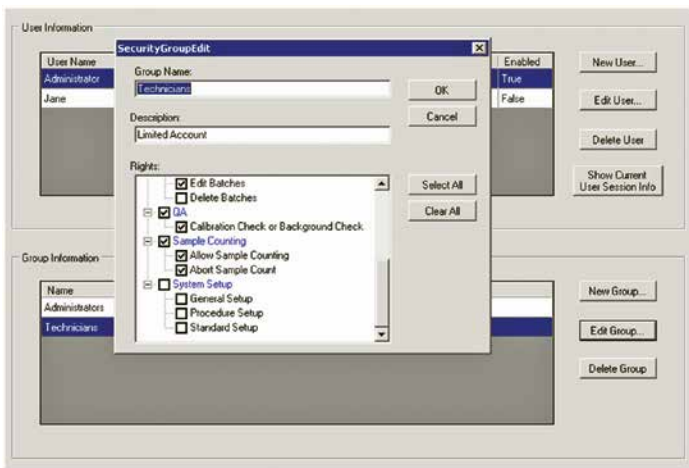 User Information
User Name
Enabled
Administrator
True
Jane
False
New User...
Edit User...
Delete User
Show Current
User Session Info
SecurityGroupEdit
Group Name:
Technicians
OK
Cancel
Description:
Limited Account
Rights:
Edit Batches
Delete Batches
QA
Calibration Check or Background Check
Sample Counting
Allow Sample Counting
Abort Sample Count
System Setup
General Setup
Procedure Setup
Standard Setup
Select All
Clear All
Group Information
Name
Administrators
Technicians
New Group...
Edit Group...
Delete Group